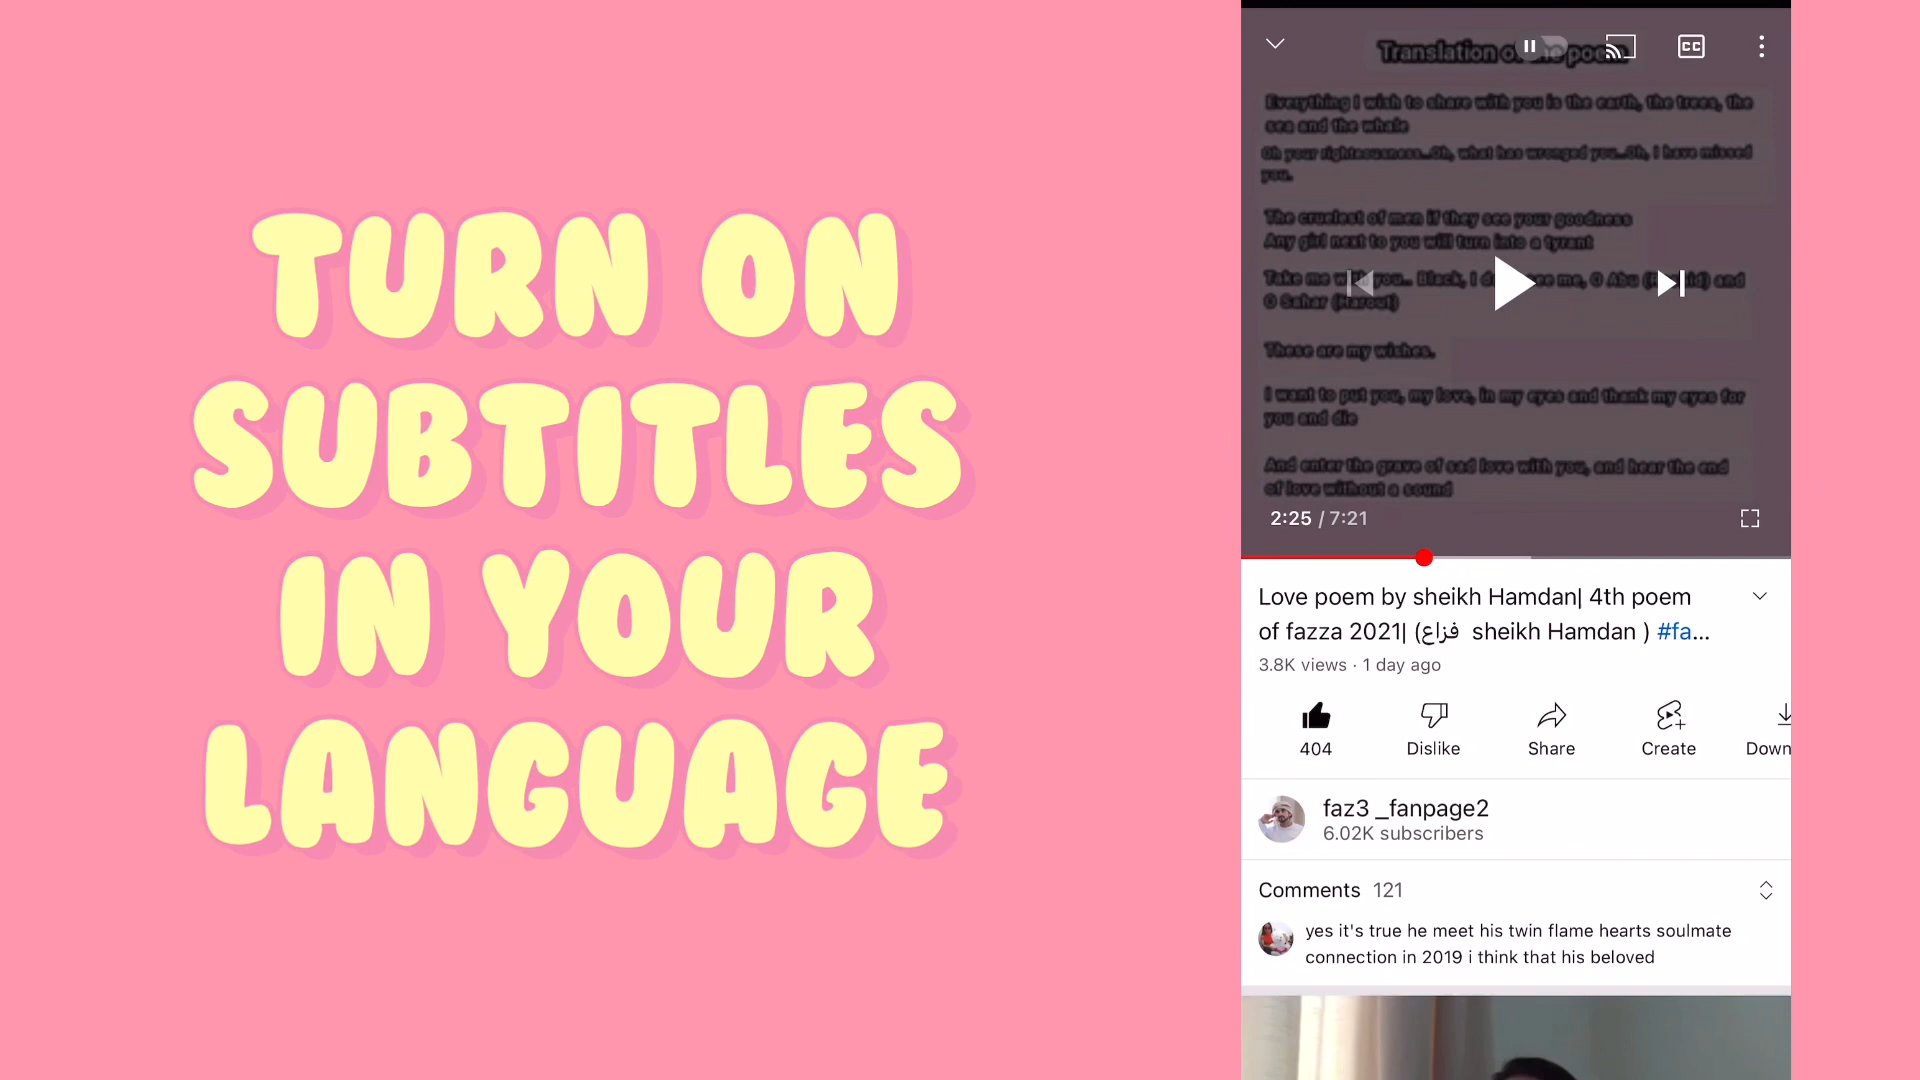 TURN ON
SUBTITLES
IN YOUR
LANGUAGE
Translation of the poem
CC
Everything I wish to share with you is the earth, the trees, the
sea and the whale
Oh your righteousness...Oh, what has wronged you...Oh, I have missed
you.
The cruelest of men if they see your goodness
Any girl next to you will turn into a tyrant
Take me with you.. Black, I see me, O Abu and
O Sahar (Harout)
These are my wishes.
I want to put you, my love, in my eyes and thank my eyes for
you and die
And enter the grave of sad love with you, and hear the end
of love without a sound
2:25 / 7:21
Love poem by sheikh Hamdan| 4th poem
of fazza 2021| (فزاع sheikh Hamdan ) #fa...
3.8K views · 1 day ago
404 Dislike Share Create Down
faz3 _fanpage2
6.02K subscribers
Comments 121
yes it's true he meet his twin flame hearts soulmate
connection in 2019 i think that his beloved